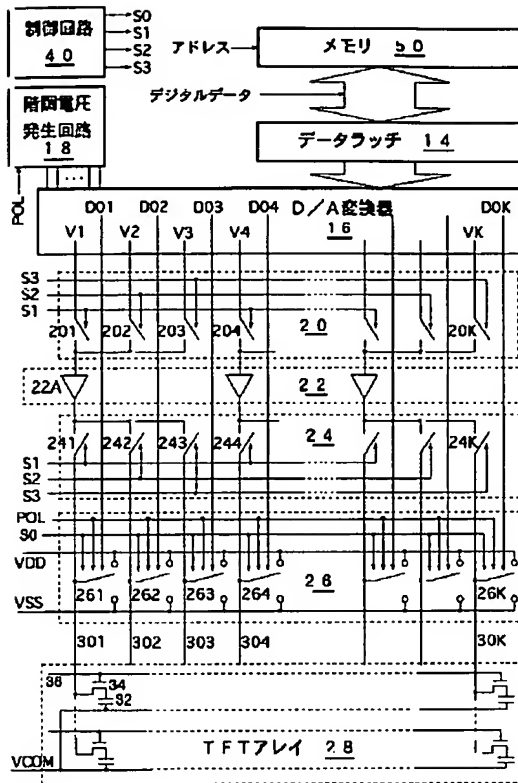 制御回路
40
S0
S1
S2
S3
アドレス
メモリ 50
デジタルデータ
階調電圧
発生回路
18
データラッチ 14
POL
D01 D02 D03 D04 D/A変換器 D0K
V1 V2 V3 V4 16 VK
S3
S2
S1
201 202 203 204 20 20K
22A 22
241 242 243 244 24 24K
S1
S2
S3
POL
S0
VDD
261 262 263 264 26 26K
VSS
301 302 303 304 30K
36 34
32
TFTアレイ 28
VCOM